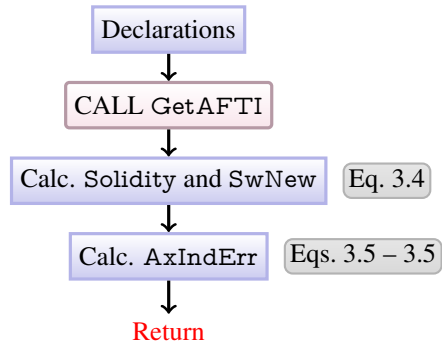 Declarations
CALL GetAFTI
Calc. Solidity and SwNew
Eq. 3.4
Calc. AxIndErr
Eqs. 3.5 – 3.5
Return